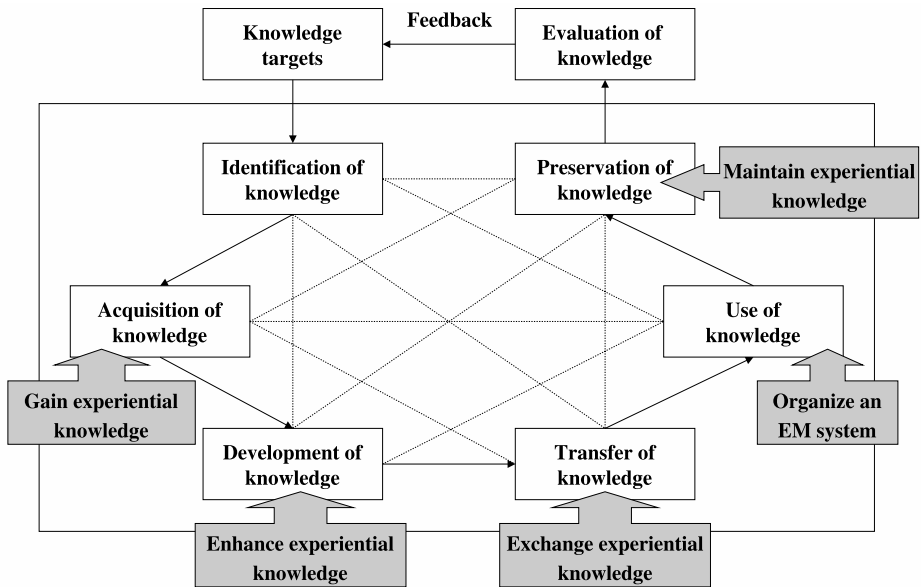 Feedback
Knowledge
targets
Evaluation of
knowledge
Identification of
knowledge
Preservation of
knowledge
Maintain experiential
knowledge
Acquisition of
knowledge
Use of
knowledge
Gain experiential
knowledge
Organize an
EM system
Development of
knowledge
Transfer of
knowledge
Enhance experiential
knowledge
Exchange experiential
knowledge